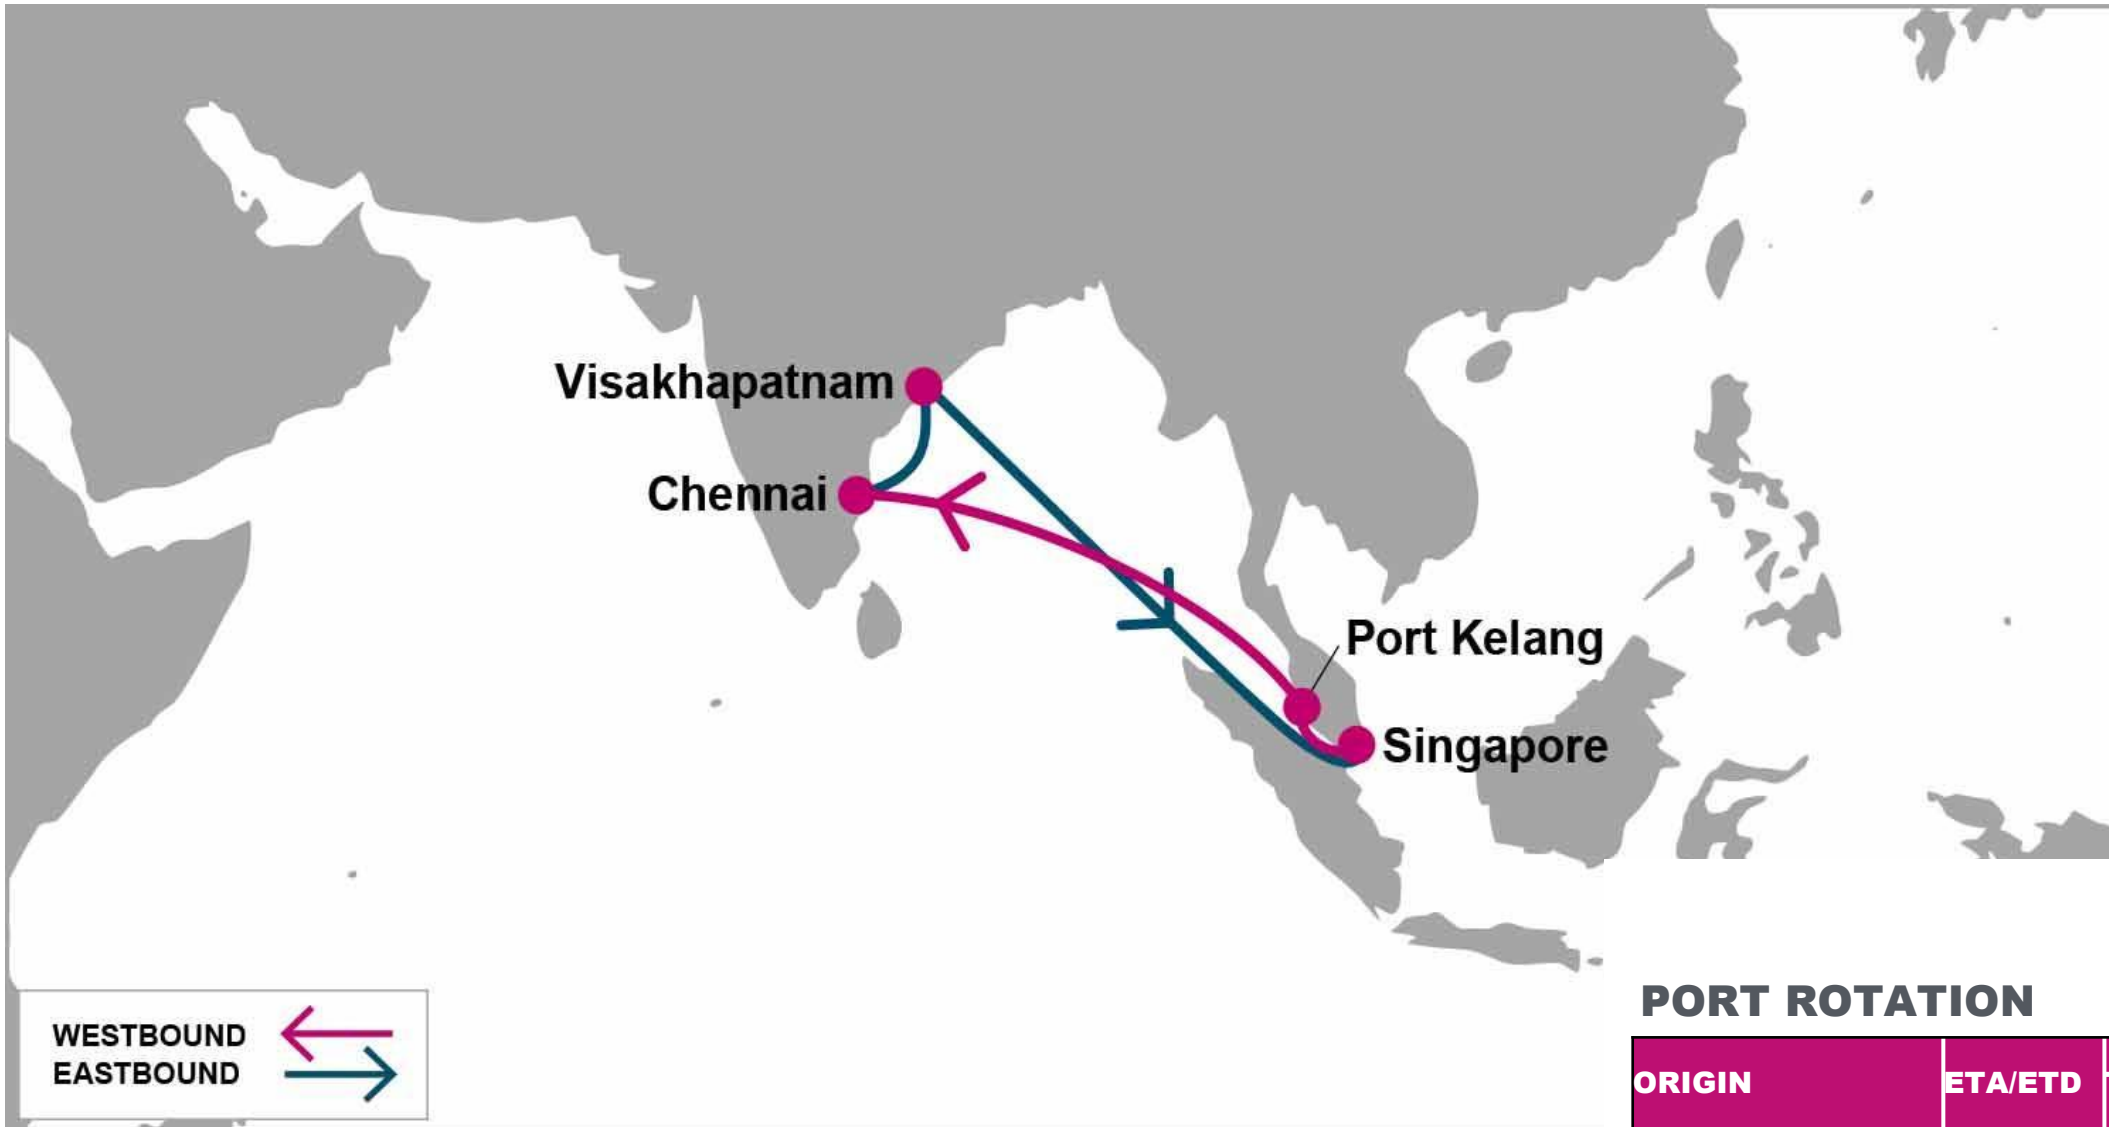 Visakhapatnam
Chennai
Port Kelang
Singapore
WESTBOUND
EASTBOUND
PORT ROTATION
ORIGIN ETA/ETD